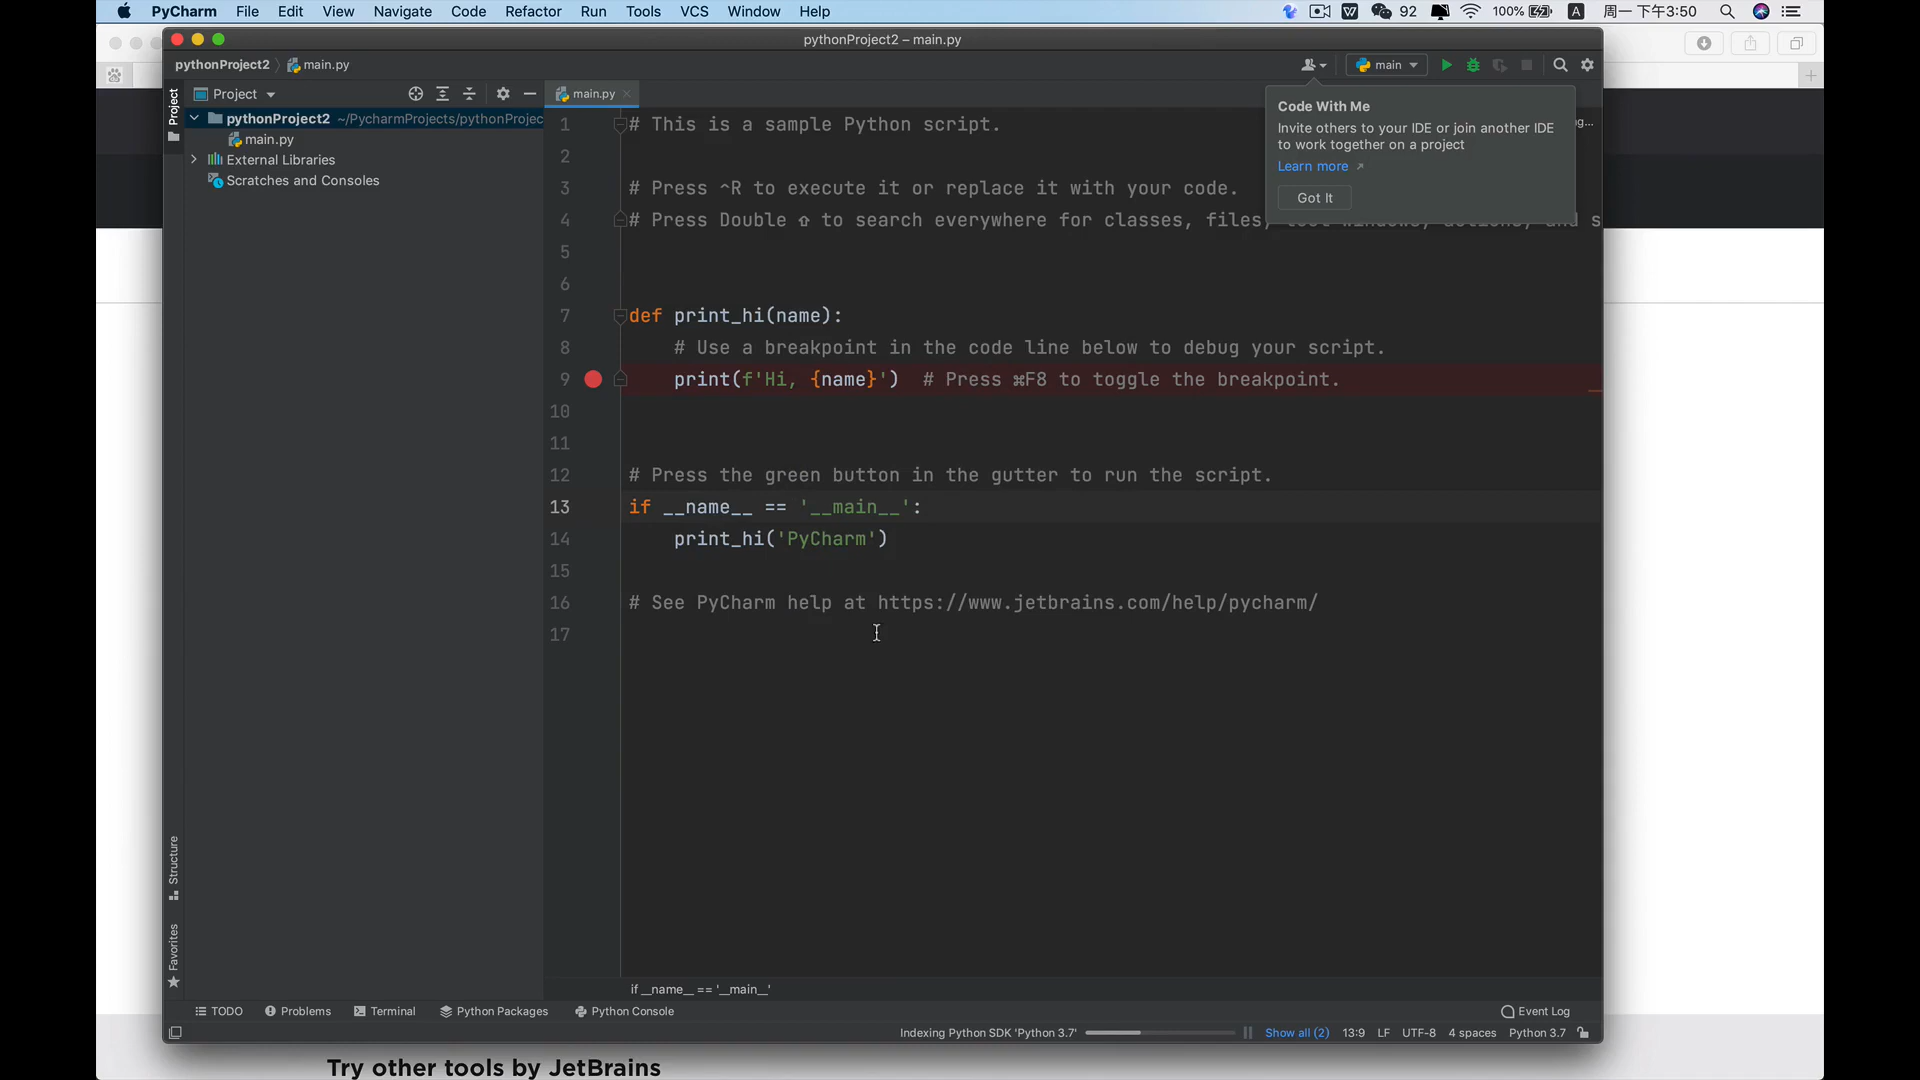 PyCharm File Edit View Navigate Code Refactor Run Tools VCS Window Help 92 100% A 周一 下午3:50
pythonProject2 – main.py
pythonProject2 main.py main
Project main.py
Project
pythonProject2 ~/PycharmProjects/pythonProjec
main.py
External Libraries
Scratches and Consoles
Code With Me
Invite others to your IDE or join another IDE
to work together on a project
Learn more
Got It
1 # This is a sample Python script.
2
3 # Press ⌃R to execute it or replace it with your code.
4 # Press Double ⇧ to search everywhere for classes, files, tool windows, actions, and s
5
6
7 def print_hi(name):
8 # Use a breakpoint in the code line below to debug your script.
9 print(f'Hi, {name}') # Press ⌘F8 to toggle the breakpoint.
10
11
12 # Press the green button in the gutter to run the script.
13 if __name__ == '__main__':
14 print_hi('PyCharm')
15
16 # See PyCharm help at https://www.jetbrains.com/help/pycharm/
17
Structure
Favorites
if __name__ == '__main__'
TODO Problems Terminal Python Packages Python Console Event Log
Indexing Python SDK 'Python 3.7' Show all (2) 13:9 LF UTF-8 4 spaces Python 3.7
Try other tools by JetBrains